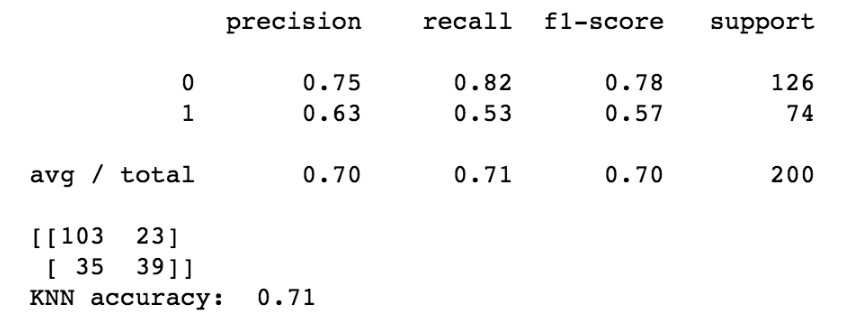 precision recall f1-score support
0 0.75 0.82 0.78 126
1 0.63 0.53 0.57 74
avg / total 0.70 0.71 0.70 200
[[103 23]
[ 35 39]]
KNN accuracy: 0.71